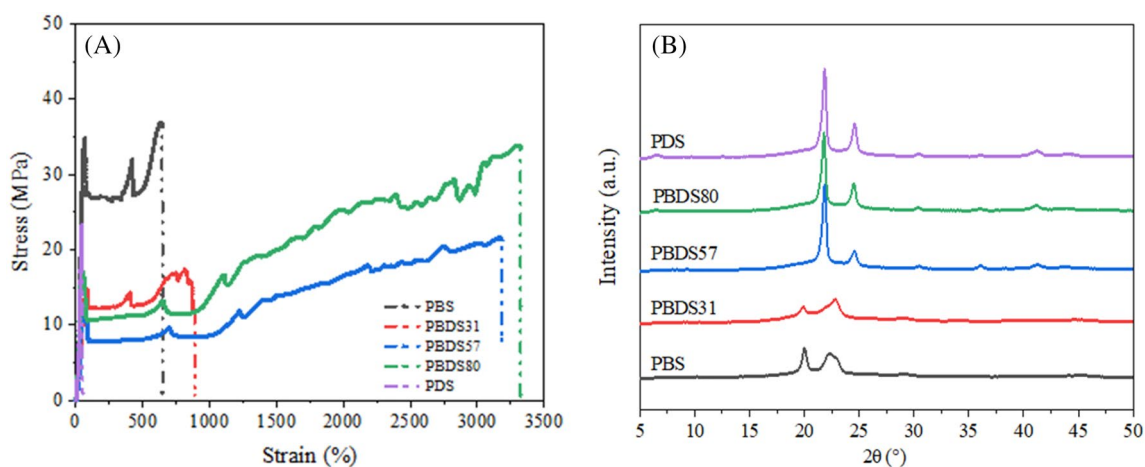 (A)
50
40
30
20
10
0
Stress (MPa)
0 500 1000 1500 2000 2500 3000 3500
Strain (%)
PBS
PBDS31
PBDS57
PBDS80
PDS
(B)
Intensity (a.u.)
PDS
PBDS80
PBDS57
PBDS31
PBS
5 10 15 20 25 30 35 40 45 50
2θ (°)